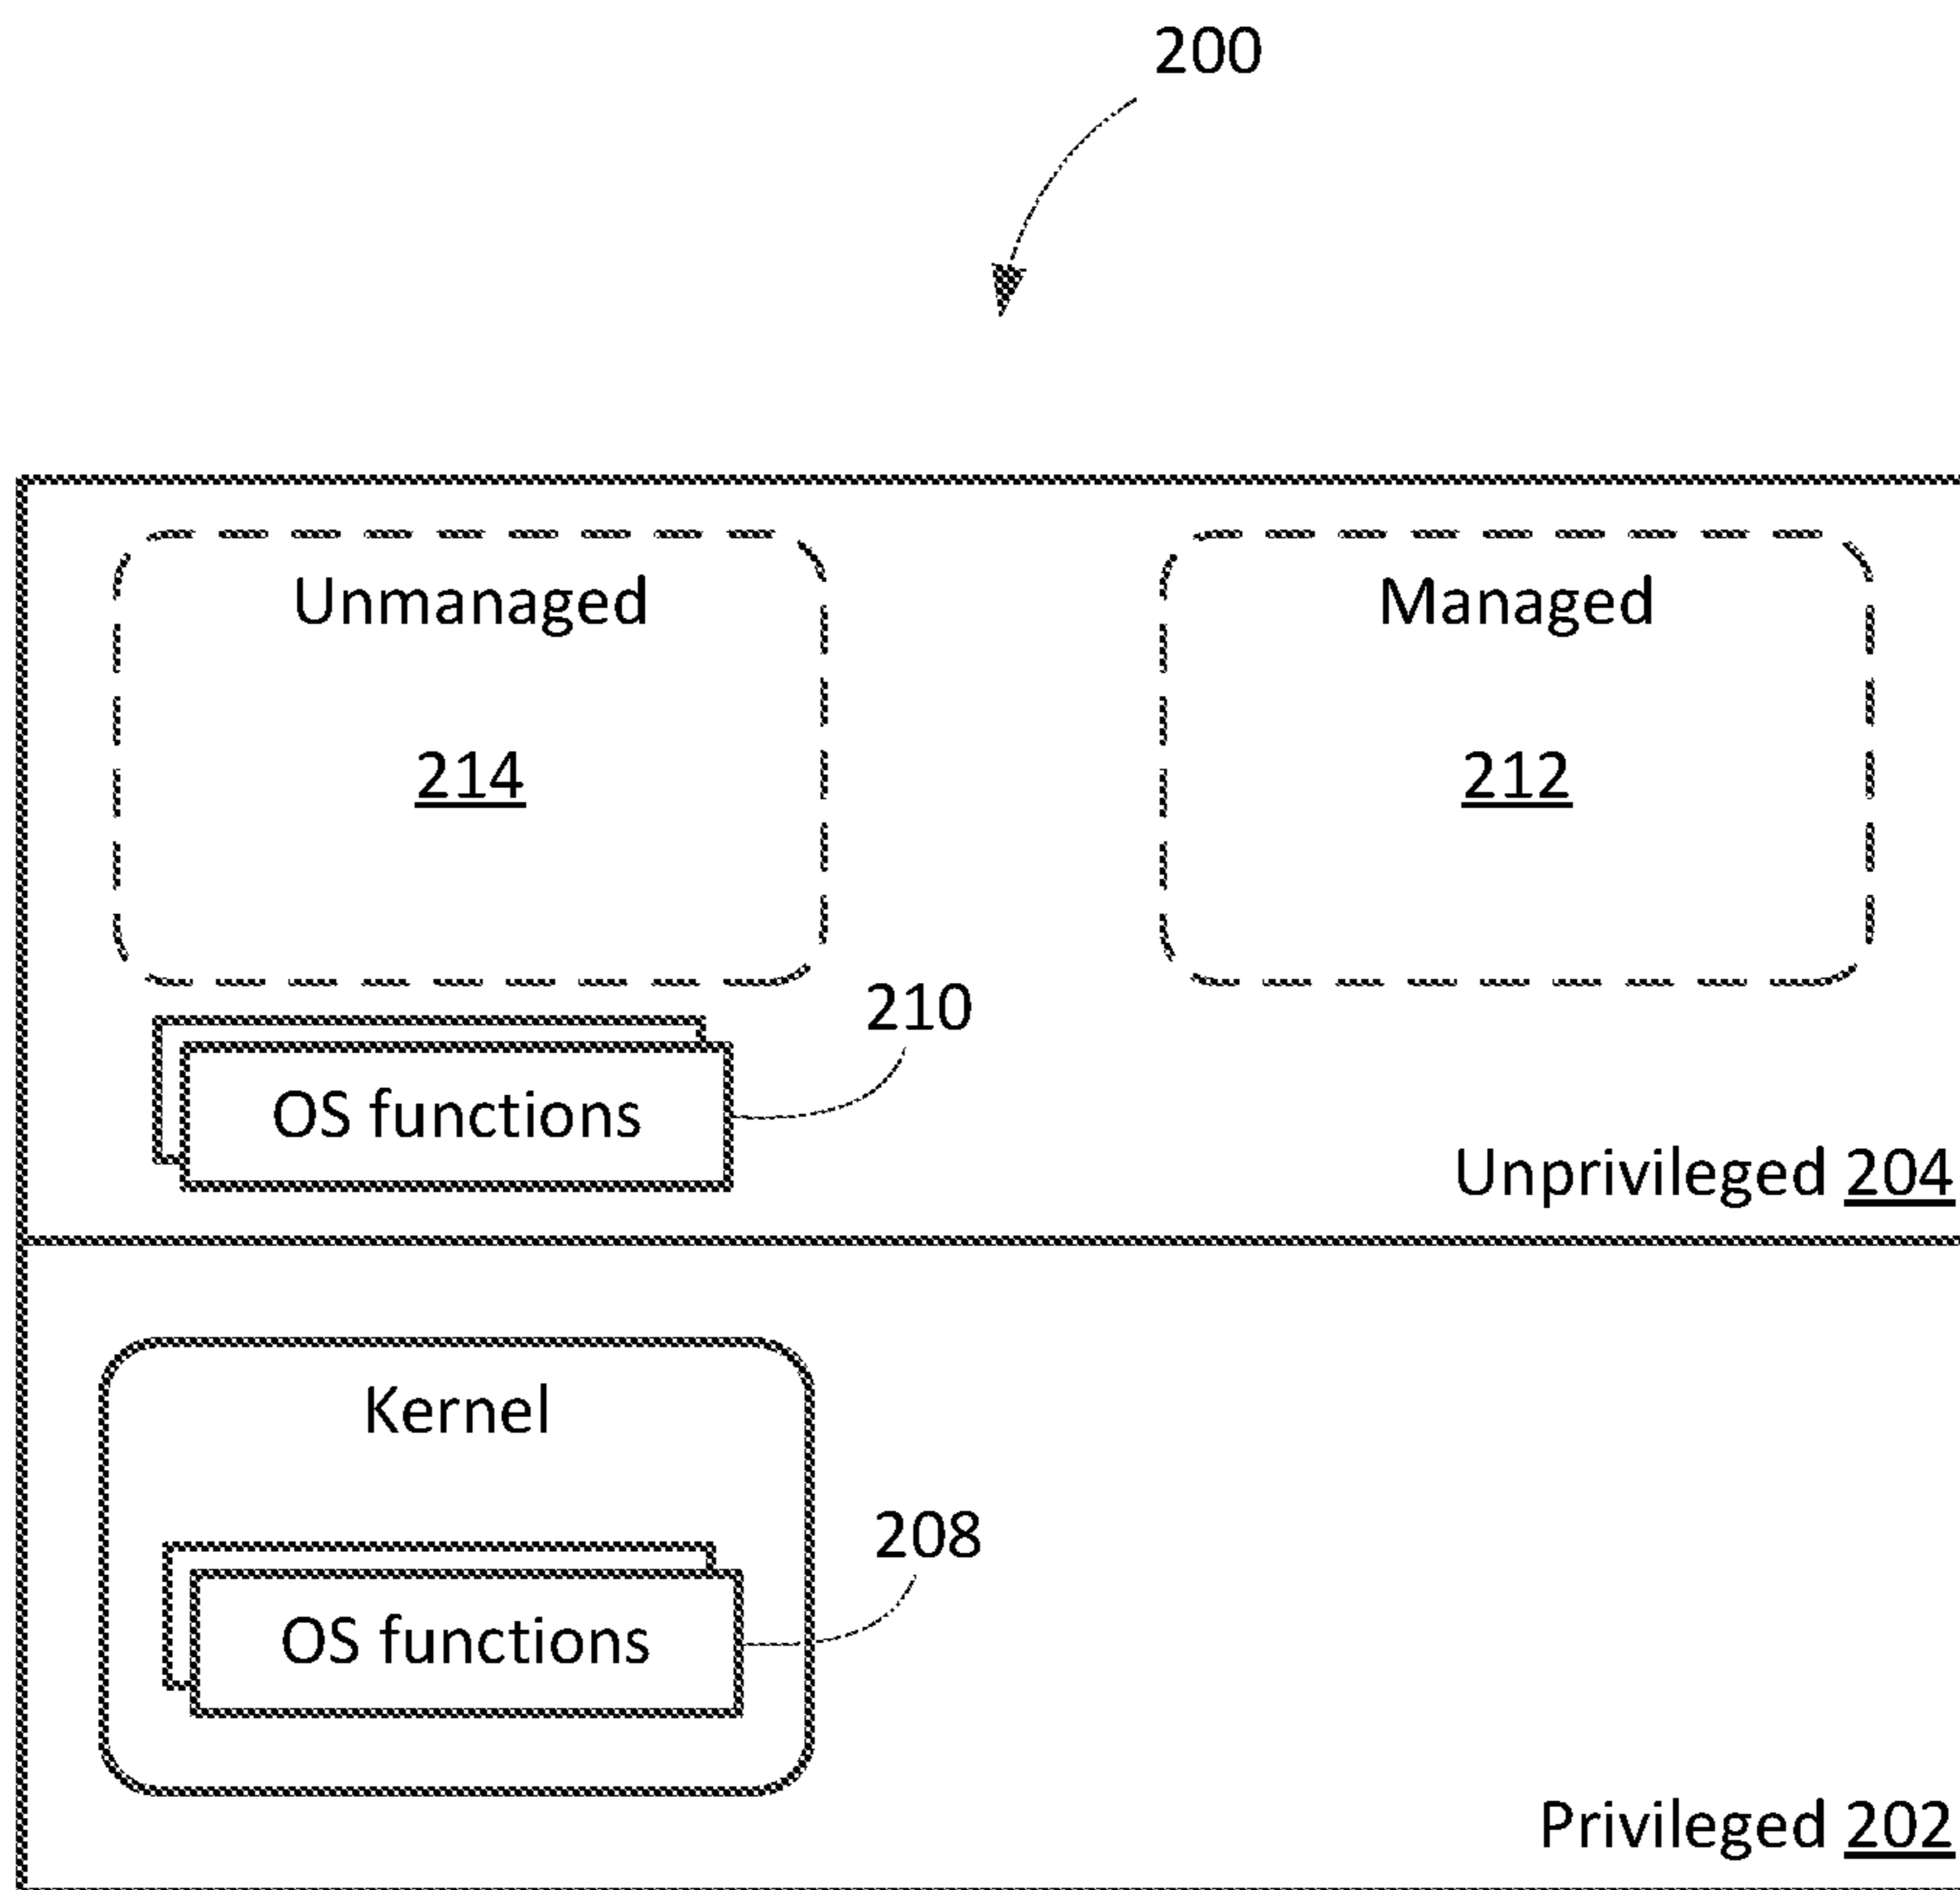 200
Unmanaged
Managed
214
212
210
OS functions
Unprivileged 204
Kernel
208
OS functions
Privileged 202